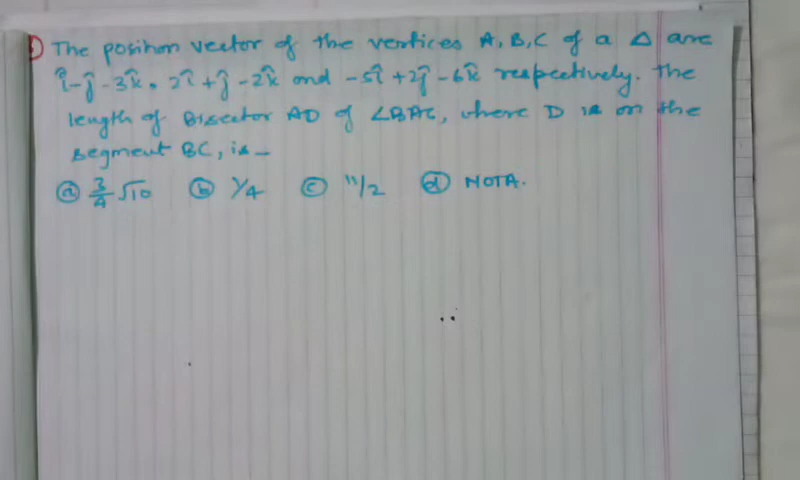 1) The position vector of the vertices A, B, C of a Δ are
î-ĵ-3k̂, 2î+ĵ-2k̂ and -5î+2ĵ-6k̂ respectively. The
length of Bisector AD of ∠BAC, where D is on the
segment BC, is -
(a) 3/4 √10 (b) 1/4 (c) 11/2 (d) NOTA.